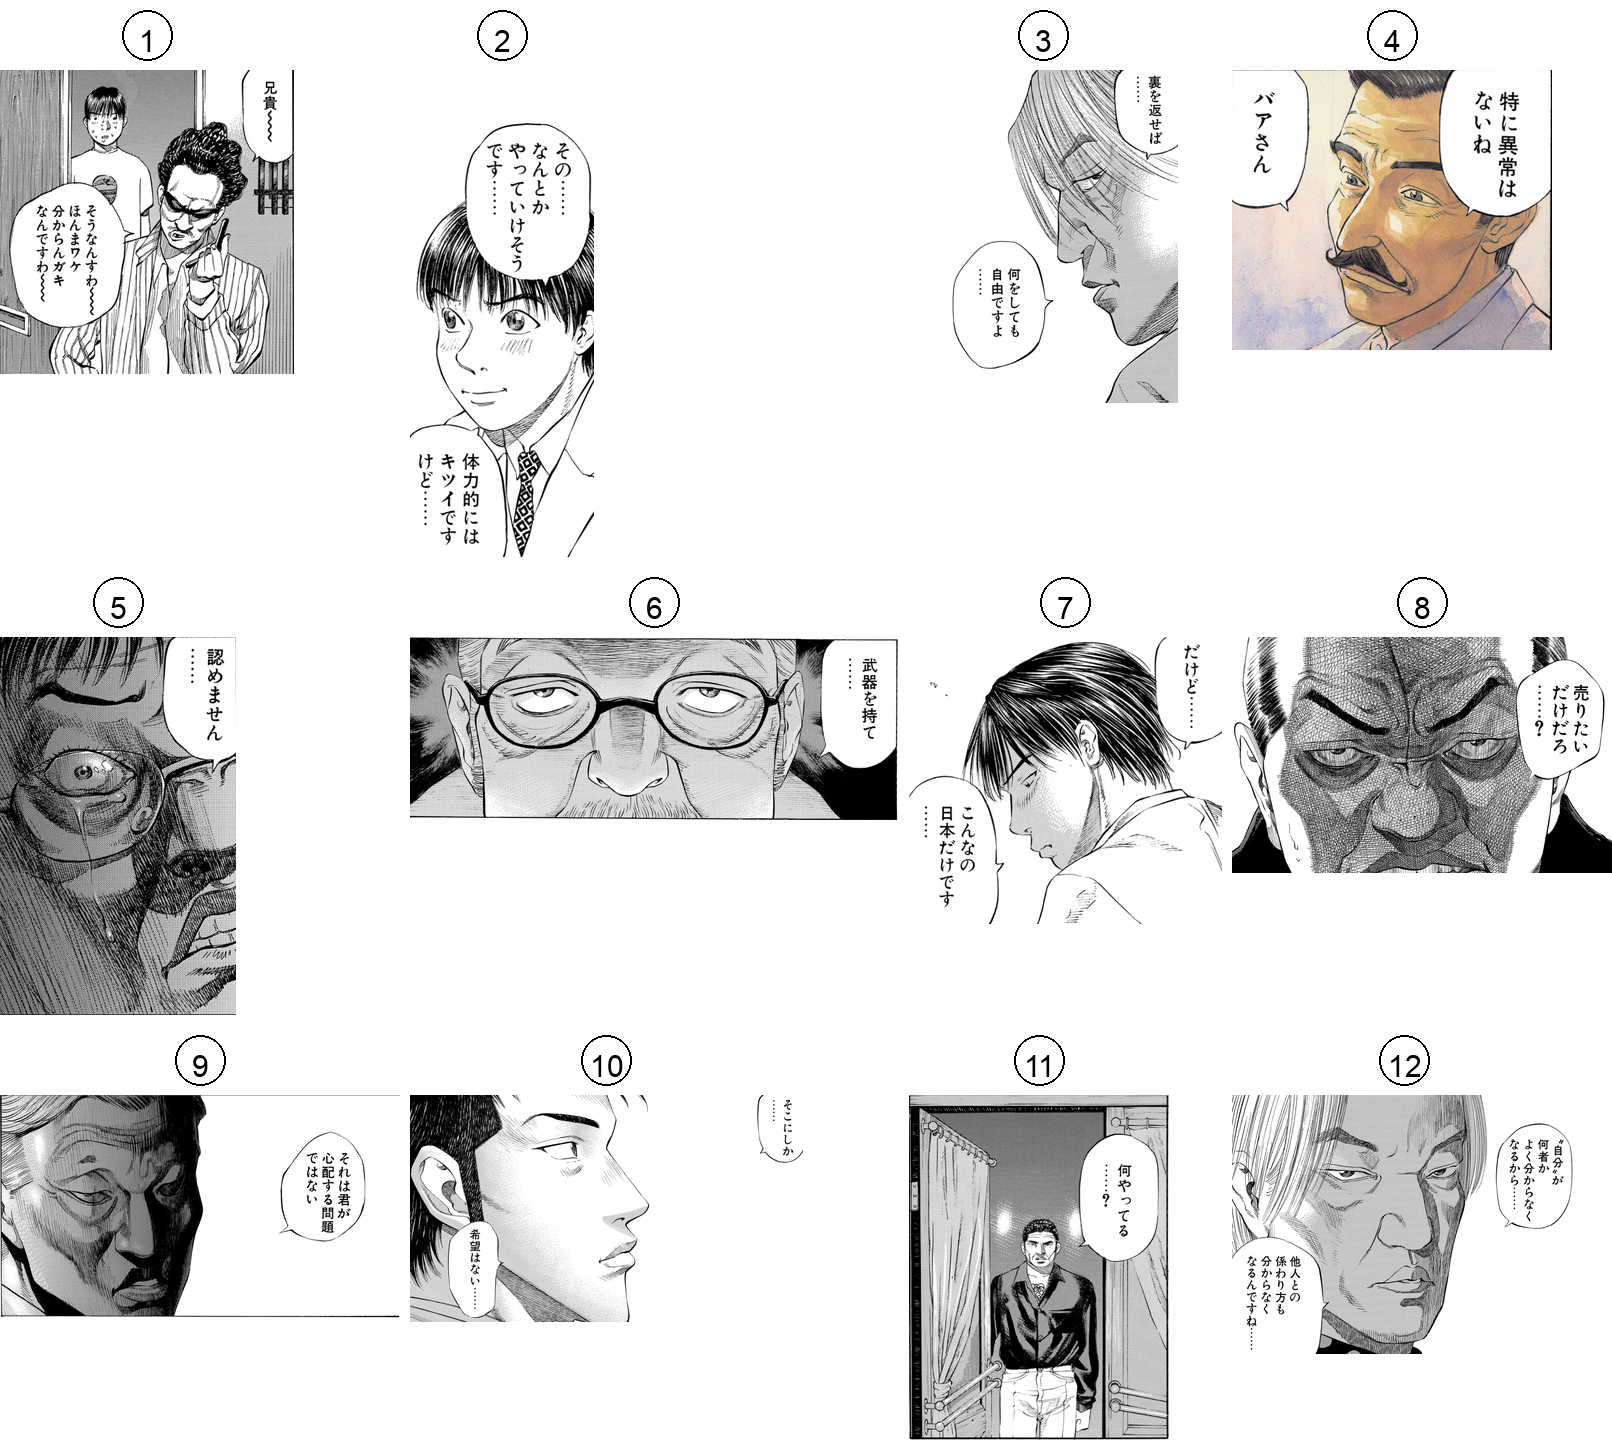 1
兄貴〜〜〜
そうなんすわ〜〜〜
ほんまワケ
分からんガキ
なんですわ〜〜
2
その……
なんとか
やっていけそう
です……
体力的には
キツイです
けど……
3
裏を返せば
……
何をしても
自由ですよ
……
4
特に異常は
ないね
バアさん
5
認めません
……
6
武器を持て
……
7
だけど……
こんなの
日本だけです
……
8
売りたい
だけだろ
……?
9
それは君が
心配する問題
ではない
10
そこにしか
……
希望はない……
11
何やってる
……?
12
〝自分〟が
何者か
よく分からなく
なるから……
他人との
係わり方も
分からなく
なるんですね……